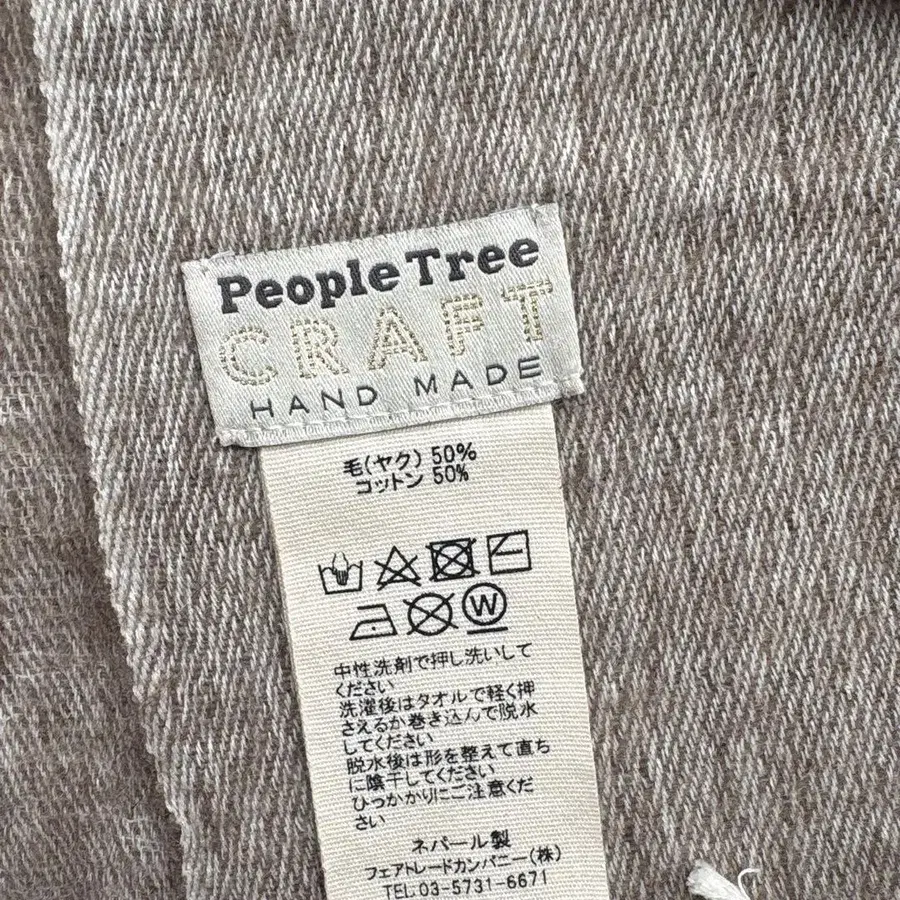 People Tree
CRAFT
HAND MADE
毛(ヤク) 50%
コットン 50%
W
中性洗剤で押し洗いして
ください
洗濯後はタオルで軽く押
さえるか巻き込んで脱水
してください
脱水後は形を整えて直ち
に陰干してください
ひっかかりにご注意くだ
さい
ネパール製
フェアトレードカンパニー(株)
TEL 03-5731-6671